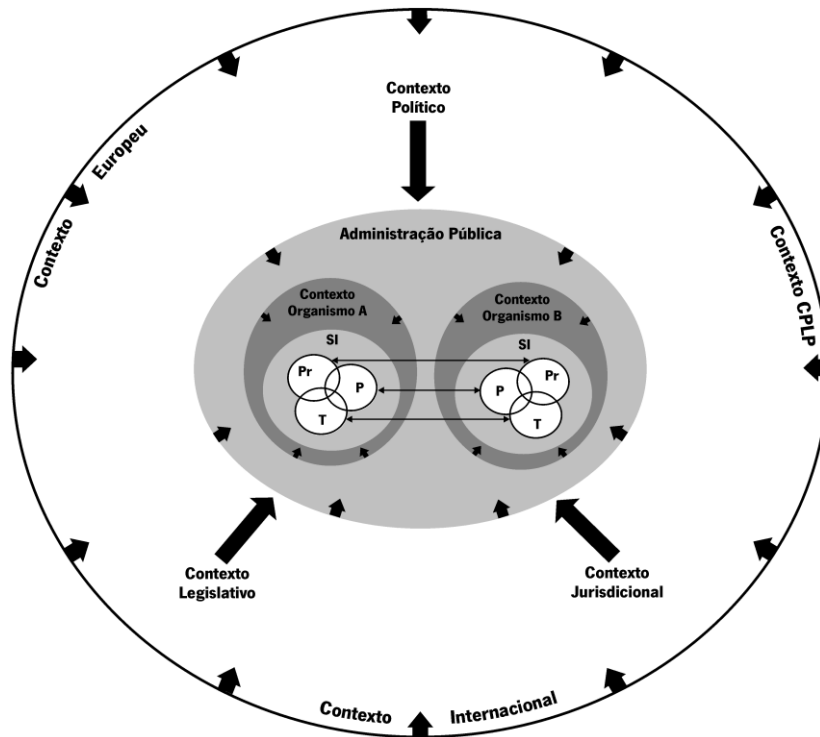 Contexto
Político
Contexto Europeu
Contexto CPLP
Administração Pública
Contexto
Organismo A
Contexto
Organismo B
SI
SI
Pr
P
T
P
Pr
T
Contexto
Legislativo
Contexto
Jurisdicional
Contexto Internacional